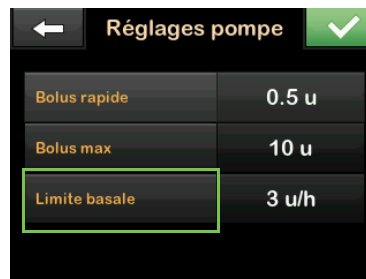 Réglages pompe
Bolus rapide 0.5 u
Bolus max 10 u
Limite basale 3 u/h